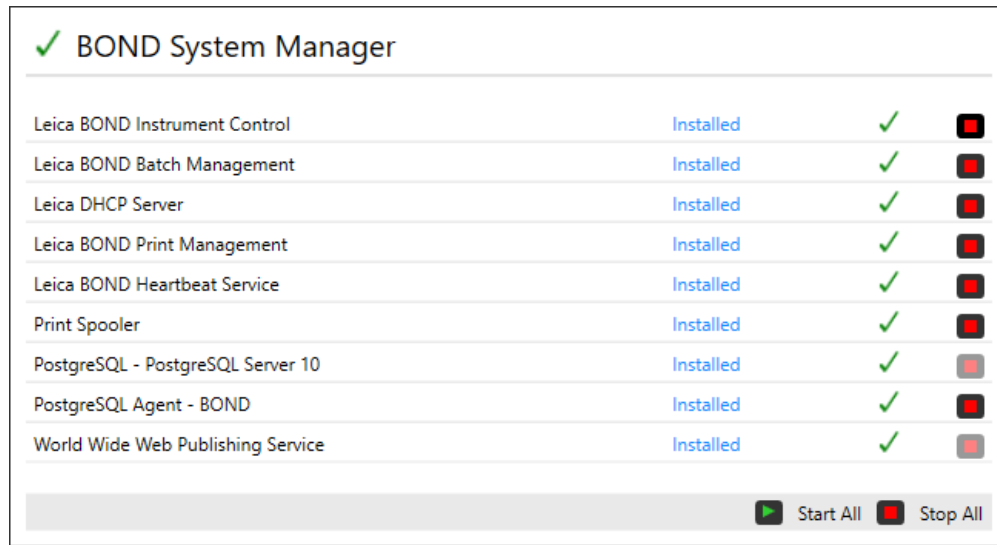 BOND System Manager
Leica BOND Instrument Control Installed
Leica BOND Batch Management Installed
Leica DHCP Server Installed
Leica BOND Print Management Installed
Leica BOND Heartbeat Service Installed
Print Spooler Installed
PostgreSQL - PostgreSQL Server 10 Installed
PostgreSQL Agent - BOND Installed
World Wide Web Publishing Service Installed
Start All Stop All